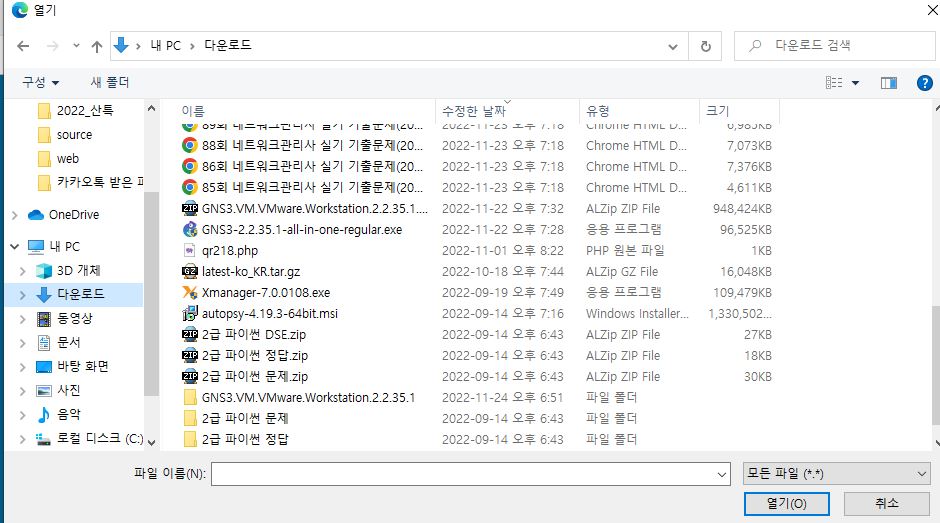 열기
내 PC 다운로드
다운로드 검색
구성 새 폴더
2022_산특
source
web
카카오톡 받은 파
OneDrive
내 PC
3D 개체
다운로드
동영상
문서
바탕 화면
사진
음악
로컬 디스크 (C:)
이름 수정한 날짜 유형 크기
89회 네트워크관리사 실기 기출문제(20... 2022-11-23 오후 7:18 Chrome HTML D... 6,985KB
88회 네트워크관리사 실기 기출문제(20... 2022-11-23 오후 7:18 Chrome HTML D... 7,073KB
86회 네트워크관리사 실기 기출문제(20... 2022-11-23 오후 7:18 Chrome HTML D... 7,376KB
85회 네트워크관리사 실기 기출문제(20... 2022-11-23 오후 7:18 Chrome HTML D... 4,611KB
GNS3.VM.VMware.Workstation.2.2.35.1.... 2022-11-22 오후 7:32 ALZip ZIP File 948,424KB
GNS3-2.2.35.1-all-in-one-regular.exe 2022-11-22 오후 7:28 응용 프로그램 96,525KB
qr218.php 2022-11-01 오후 8:22 PHP 원본 파일 1KB
latest-ko_KR.tar.gz 2022-10-18 오후 7:44 ALZip GZ File 16,048KB
Xmanager-7.0.0108.exe 2022-09-19 오후 7:49 응용 프로그램 109,479KB
autopsy-4.19.3-64bit.msi 2022-09-19 오후 7:16 Windows Installer... 1,330,502...
2급 파이썬 DSE.zip 2022-09-14 오후 6:43 ALZip ZIP File 27KB
2급 파이썬 정답.zip 2022-09-14 오후 6:43 ALZip ZIP File 18KB
2급 파이썬 문제.zip 2022-09-14 오후 6:43 ALZip ZIP File 30KB
GNS3.VM.VMware.Workstation.2.2.35.1 2022-11-24 오후 6:51 파일 폴더
2급 파이썬 문제 2022-09-14 오후 6:43 파일 폴더
2급 파이썬 정답 2022-09-14 오후 6:43 파일 폴더
파일 이름(N): 모든 파일 (*.*)
열기(O) 취소